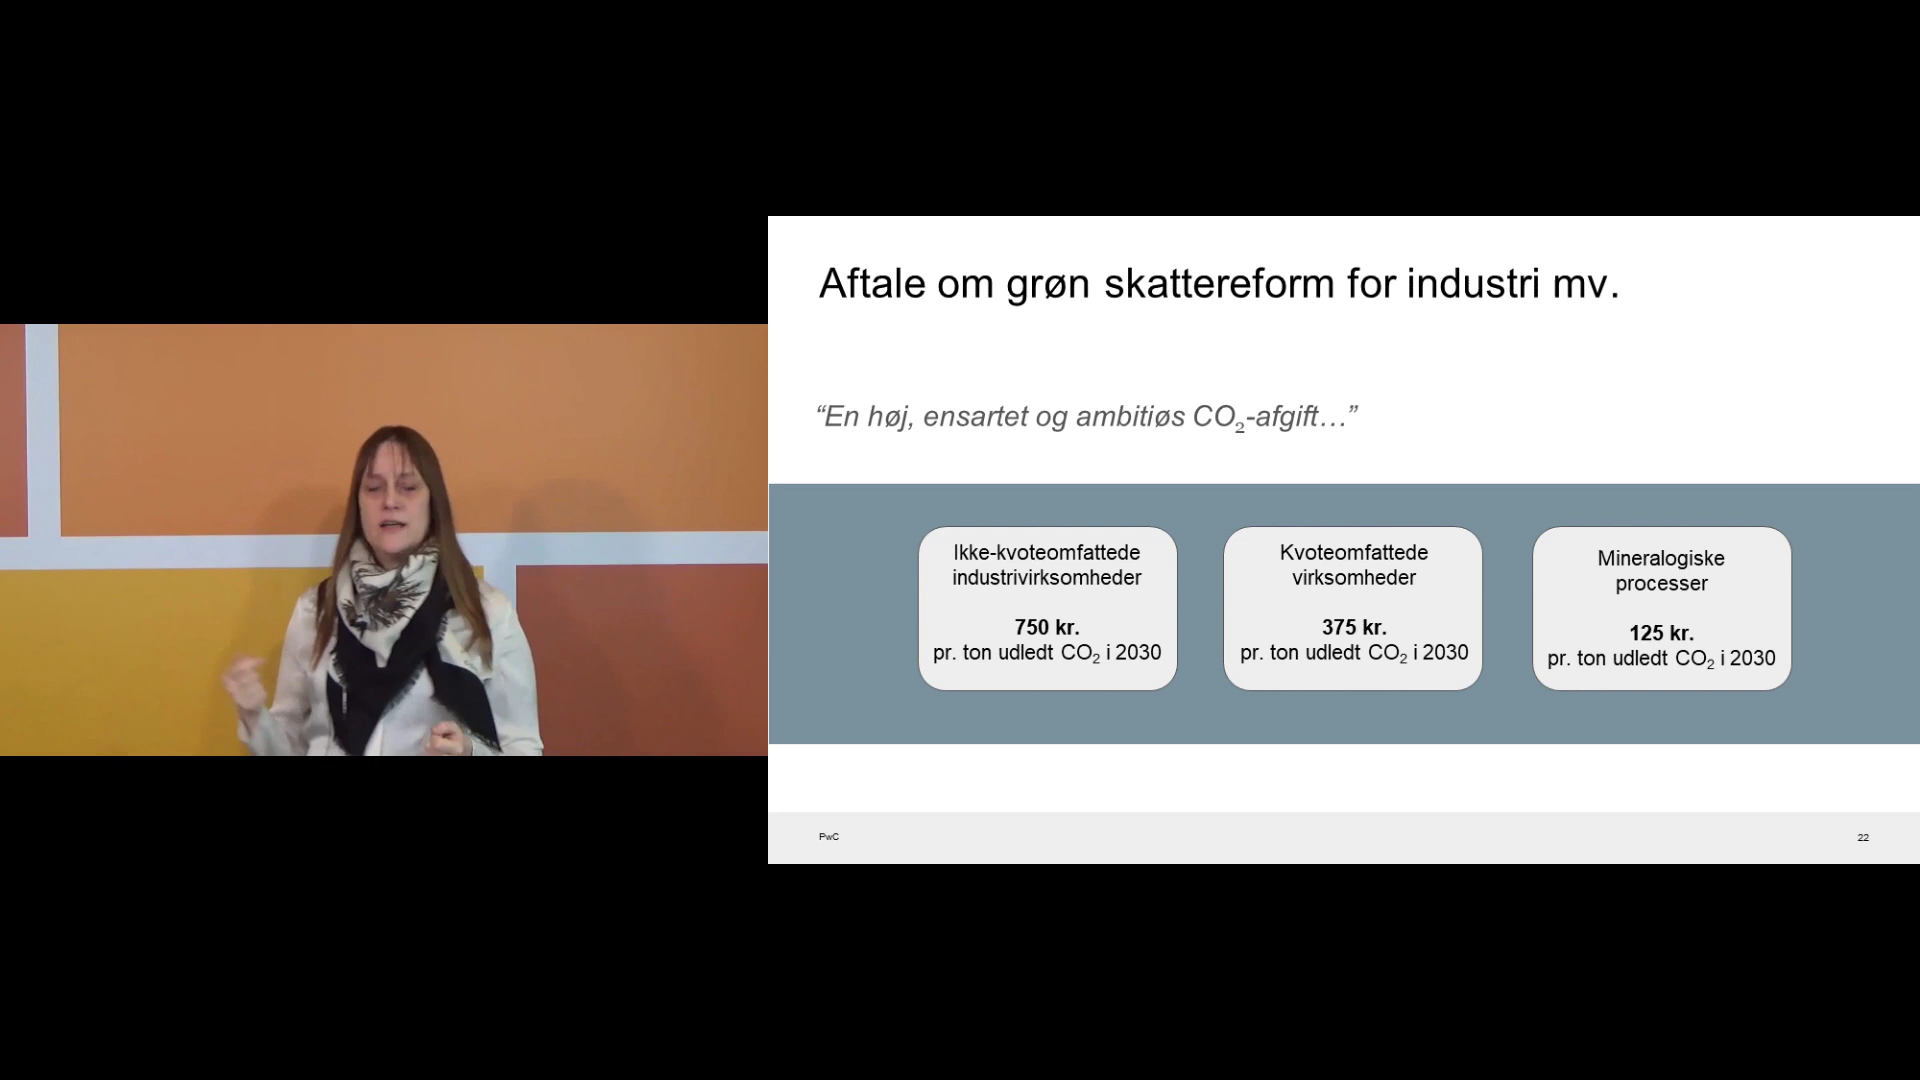 Aftale om grøn skattereform for industri mv.
“En høj, ensartet og ambitiøs CO₂-afgift…”
Ikke-kvoteomfattede
industrivirksomheder
750 kr.
pr. ton udledt CO₂ i 2030
Kvoteomfattede
virksomheder
375 kr.
pr. ton udledt CO₂ i 2030
Mineralogiske
processer
125 kr.
pr. ton udledt CO₂ i 2030
PwC
22